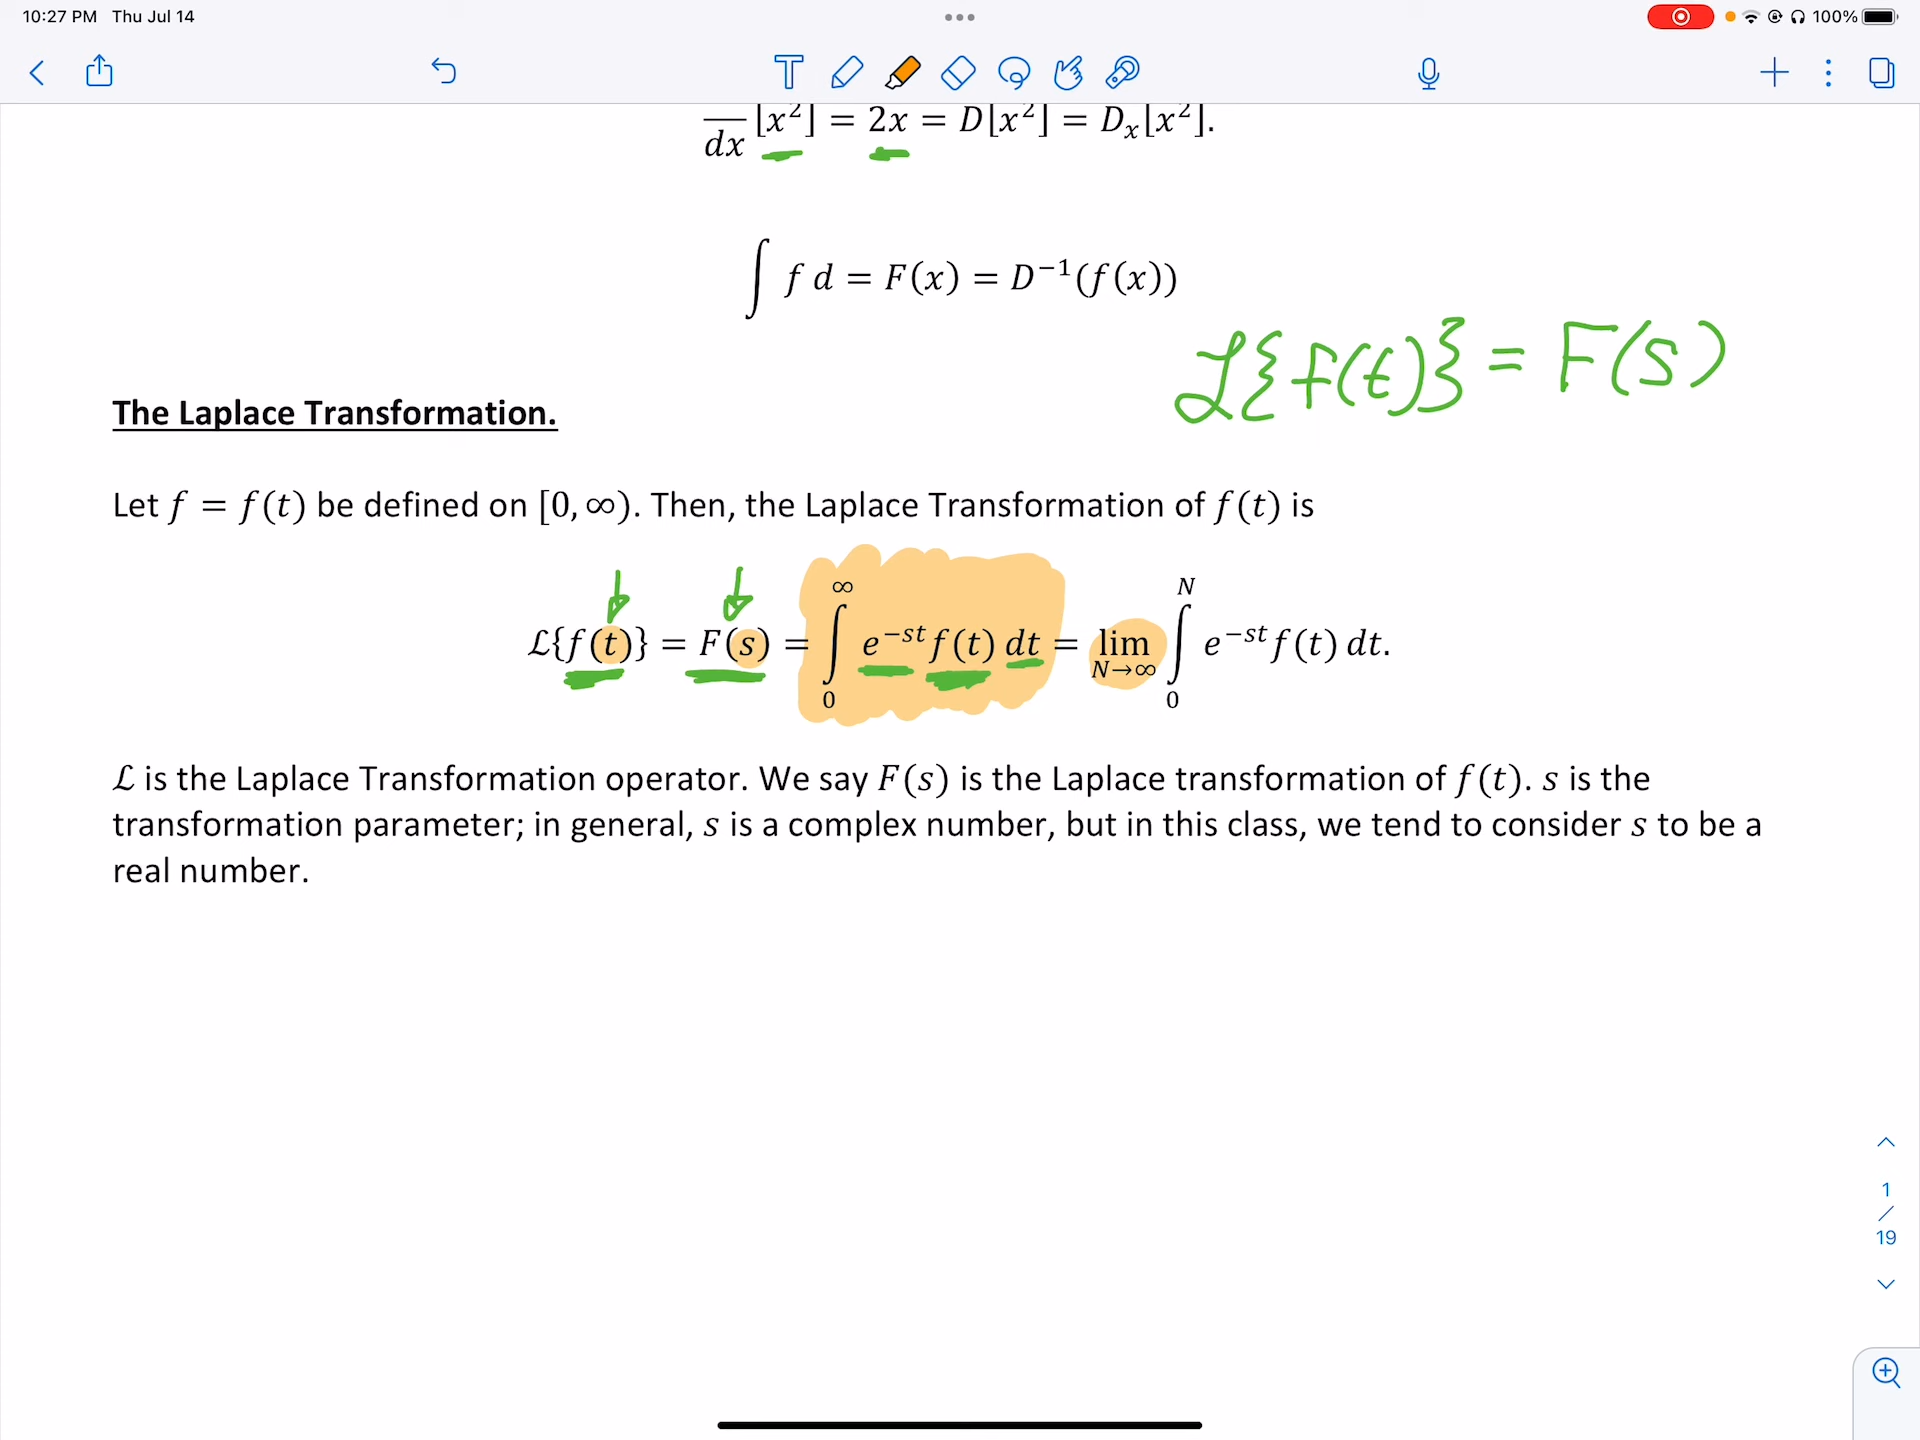 10:27 PM Thu Jul 14
100%
dx [x²] = 2x = D[x²] = Dₓ[x²].
∫ f d = F(x) = D⁻¹(f(x))
ℒ{f(t)} = F(s)
The Laplace Transformation.
Let f = f(t) be defined on [0, ∞). Then, the Laplace Transformation of f(t) is
ℒ{f(t)} = F(s) = ∫₀^∞ e^{−st} f(t) dt = lim_{N→∞} ∫₀^N e^{−st} f(t) dt.
ℒ is the Laplace Transformation operator. We say F(s) is the Laplace transformation of f(t). s is the
transformation parameter; in general, s is a complex number, but in this class, we tend to consider s to be a
real number.
1
/
19